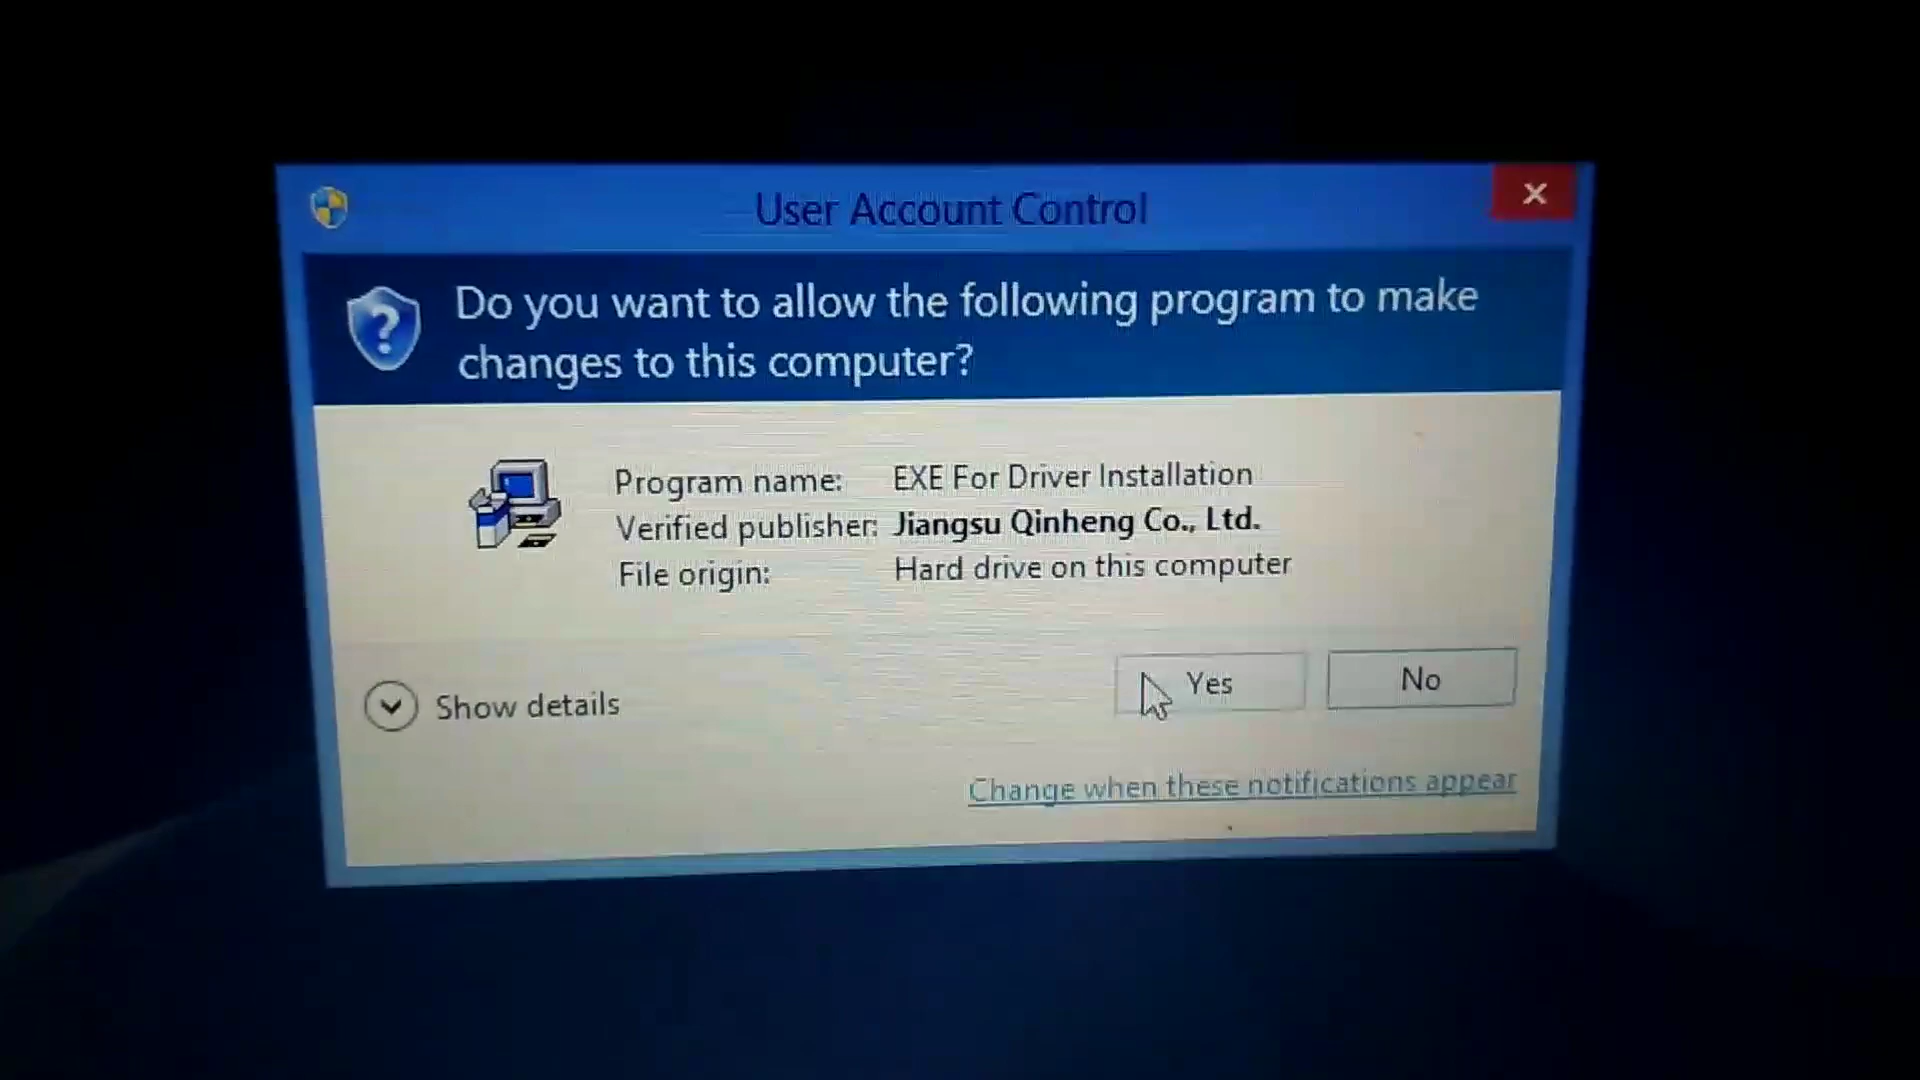 User Account Control
Do you want to allow the following program to make
changes to this computer?
Program name: EXE For Driver Installation
Verified publisher: Jiangsu Qinheng Co., Ltd.
File origin: Hard drive on this computer
Show details
Yes
No
Change when these notifications appear